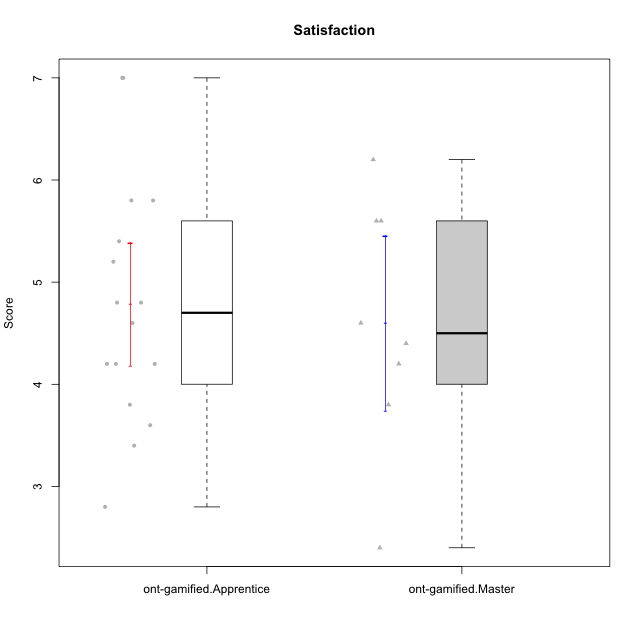 Satisfaction
Score
7
6
5
4
3
ont-gamified.Apprentice
ont-gamified.Master